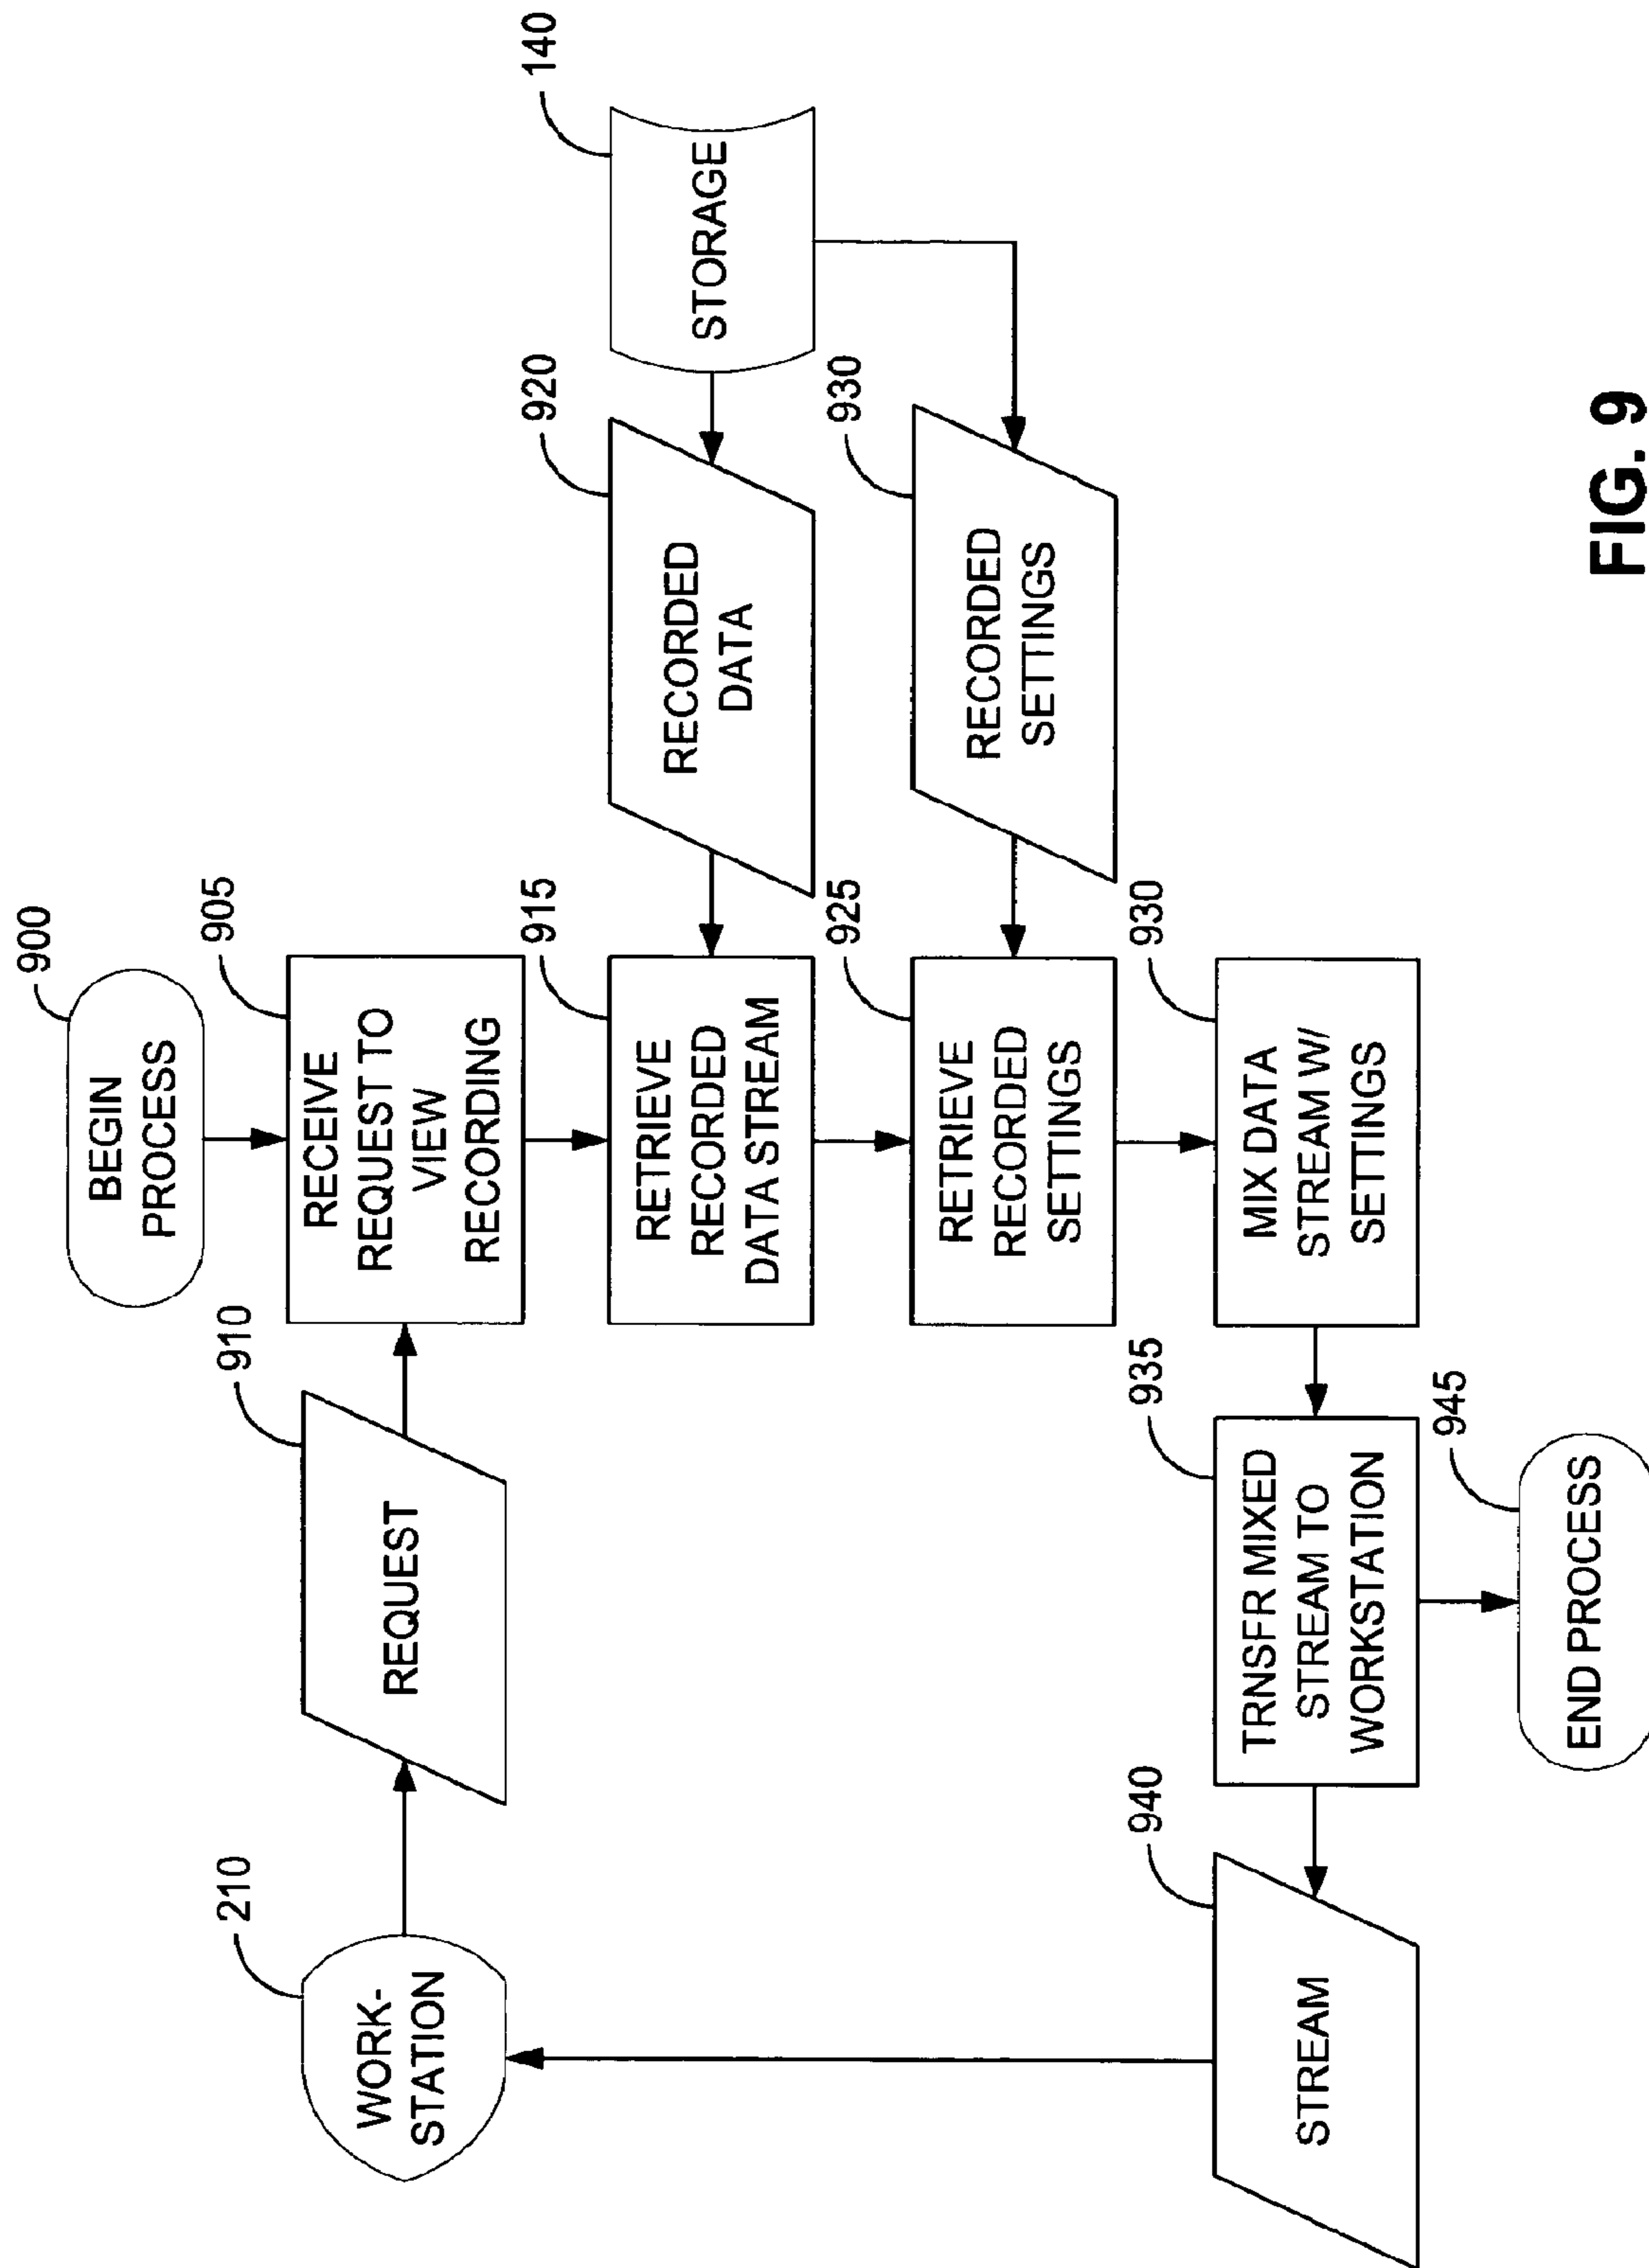 900
BEGIN
PROCESS
210
WORK-
STATION
910
REQUEST
905
RECEIVE
REQUEST TO
VIEW
RECORDING
915
RETRIEVE
RECORDED
DATA STREAM
920
RECORDED
DATA
140
STORAGE
925
RETRIEVE
RECORDED
SETTINGS
930
RECORDED
SETTINGS
940
STREAM
935
TRNSFR MIXED
STREAM TO
WORKSTATION
930
MIX DATA
STREAM W/
SETTINGS
945
END PROCESS
FIG. 9